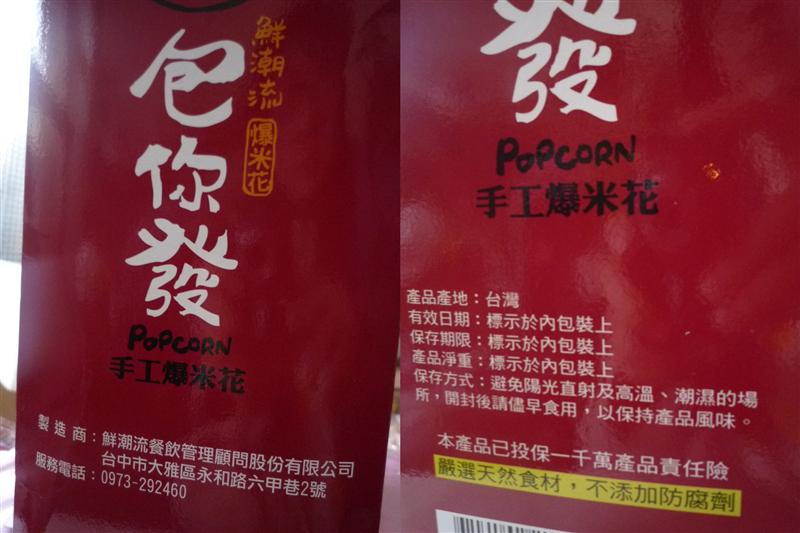 鮮潮流
爆米花
包你發
POPCORN
手工爆米花
製造商：鮮潮流餐飲管理顧問股份有限公司
台中市大雅區永和路六甲巷2號
服務電話：0973-292460
發
POPCORN
手工爆米花
產品產地：台灣
有效日期：標示於內包裝上
保存期限：標示於內包裝上
產品淨重：標示於內包裝上
保存方式：避免陽光直射及高溫、潮濕的場
所，開封後請儘早食用，以保持產品風味。
本產品已投保一千萬產品責任險
嚴選天然食材，不添加防腐劑